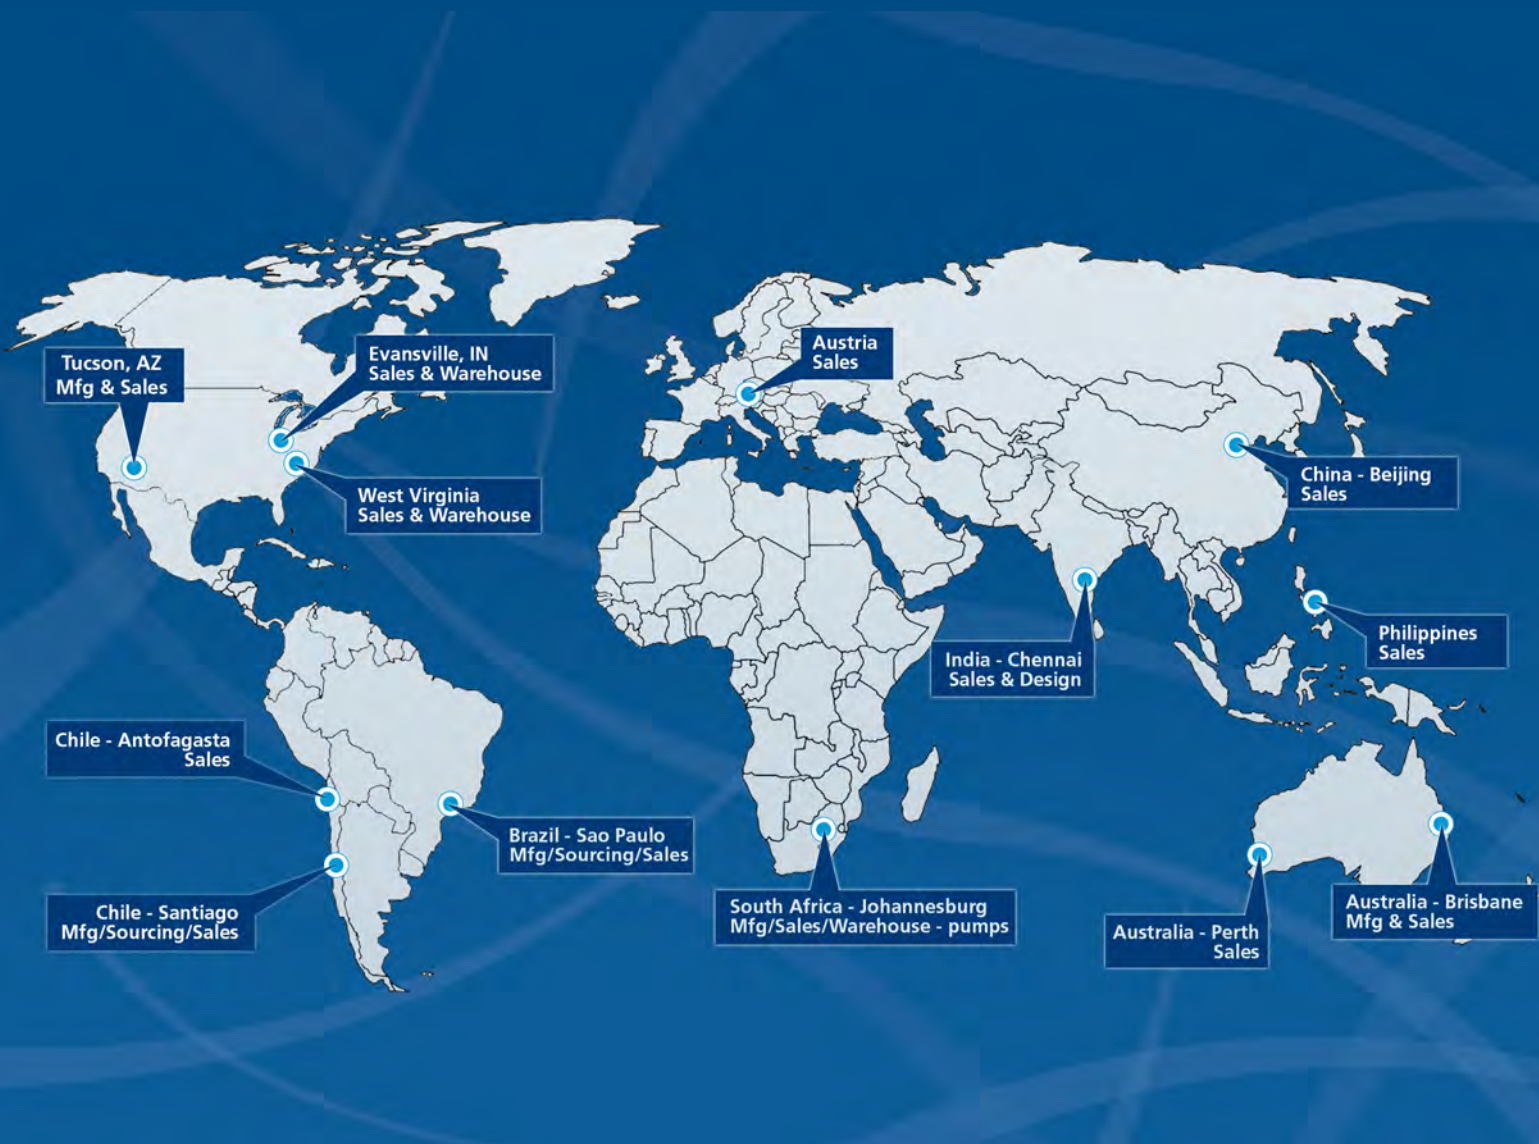 Tucson, AZ
Mfg & Sales
Evansville, IN
Sales & Warehouse
West Virginia
Sales & Warehouse
Austria
Sales
China - Beijing
Sales
Philippines
Sales
India - Chennai
Sales & Design
Chile - Antofagasta
Sales
Brazil - Sao Paulo
Mfg/Sourcing/Sales
Chile - Santiago
Mfg/Sourcing/Sales
South Africa - Johannesburg
Mfg/Sales/Warehouse - pumps
Australia - Perth
Sales
Australia - Brisbane
Mfg & Sales